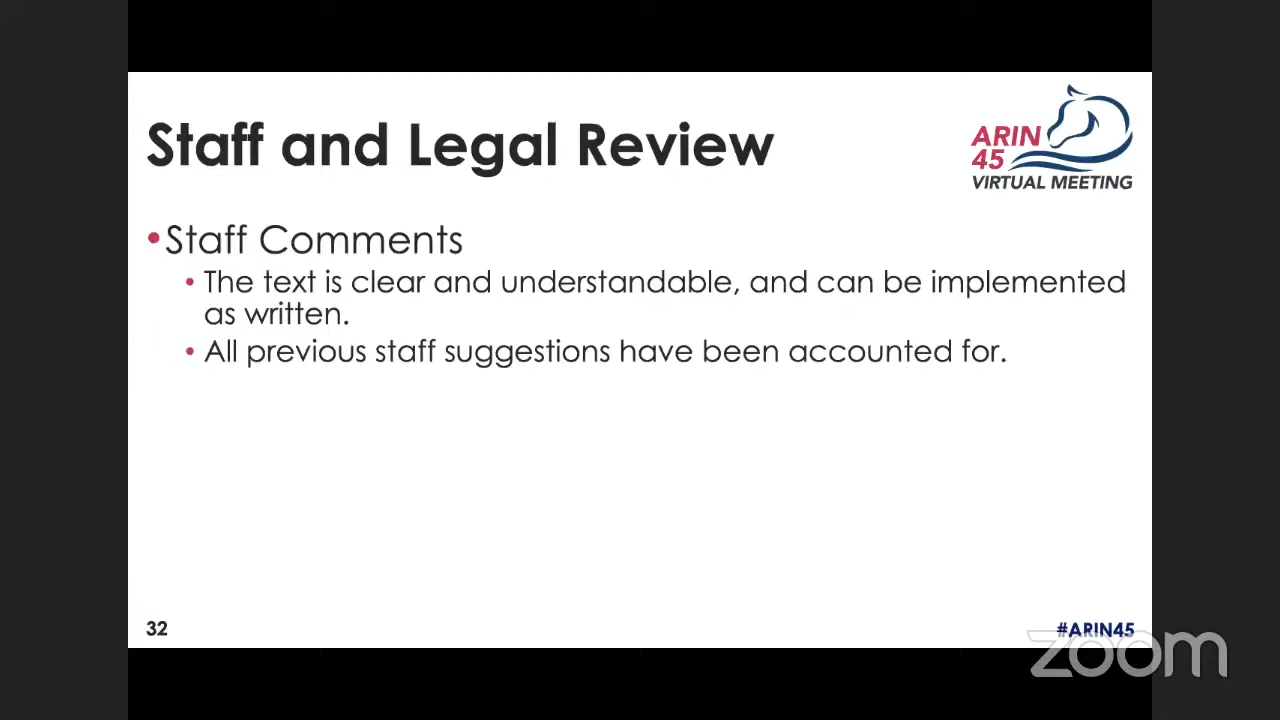 Staff and Legal Review
ARIN
45
VIRTUAL MEETING
•Staff Comments
• The text is clear and understandable, and can be implemented
as written.
• All previous staff suggestions have been accounted for.
32
#ARIN45
zoom